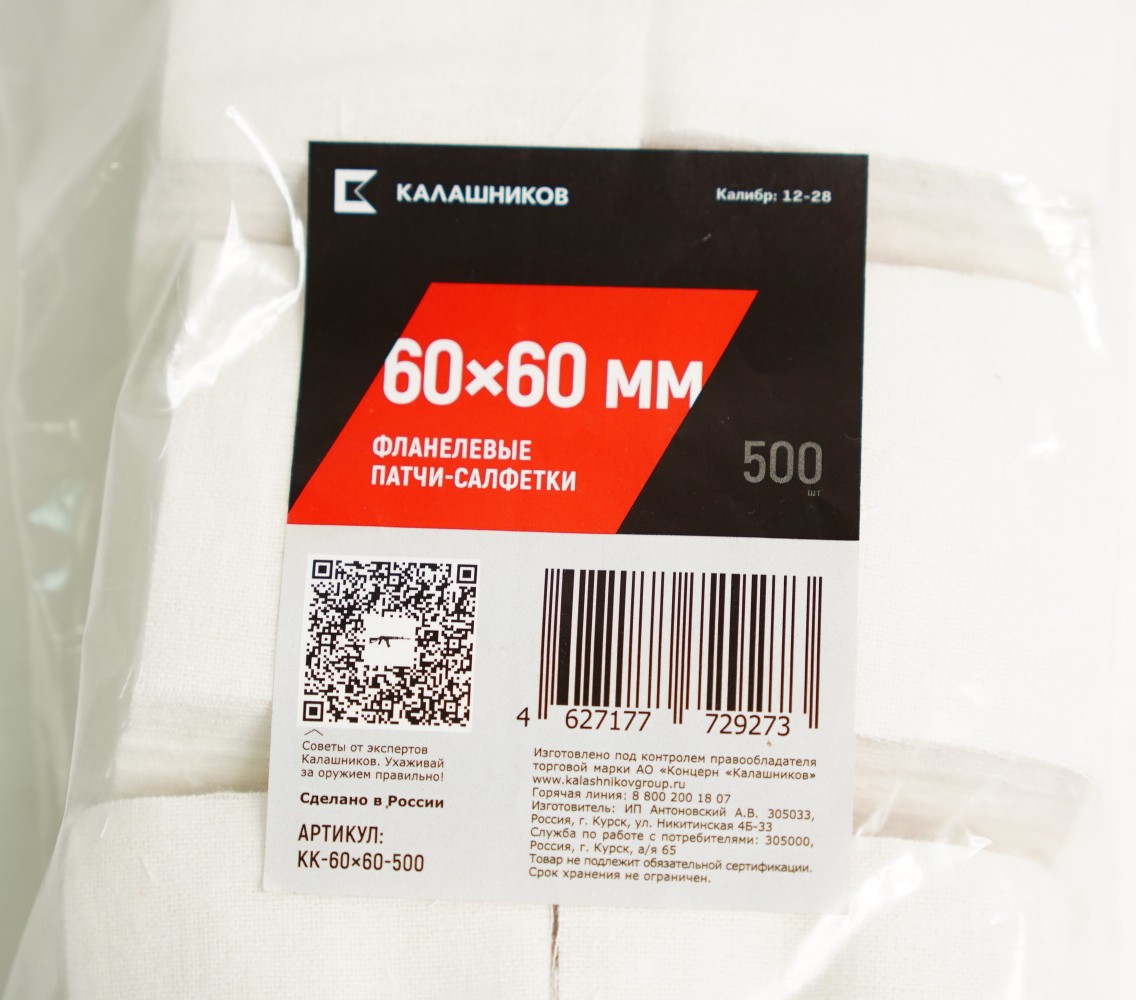 КАЛАШНИКОВ
Калибр: 12-28
60×60 мм
ФЛАНЕЛЕВЫЕ
ПАТЧИ-САЛФЕТКИ
500
шт
4 627177 729273
Советы от экспертов
Калашников. Ухаживай
за оружием правильно!
Сделано в России
АРТИКУЛ:
КК-60×60-500
Изготовлено под контролем правообладателя
торговой марки АО «Концерн «Калашников»
www.kalashnikovgroup.ru
Горячая линия: 8 800 200 18 07
Изготовитель: ИП Антоновский А.В. 305033,
Россия, г. Курск, ул. Никитинская 4Б-33
Служба по работе с потребителями: 305000,
Россия, г. Курск, а/я 65
Товар не подлежит обязательной сертификации.
Срок хранения не ограничен.